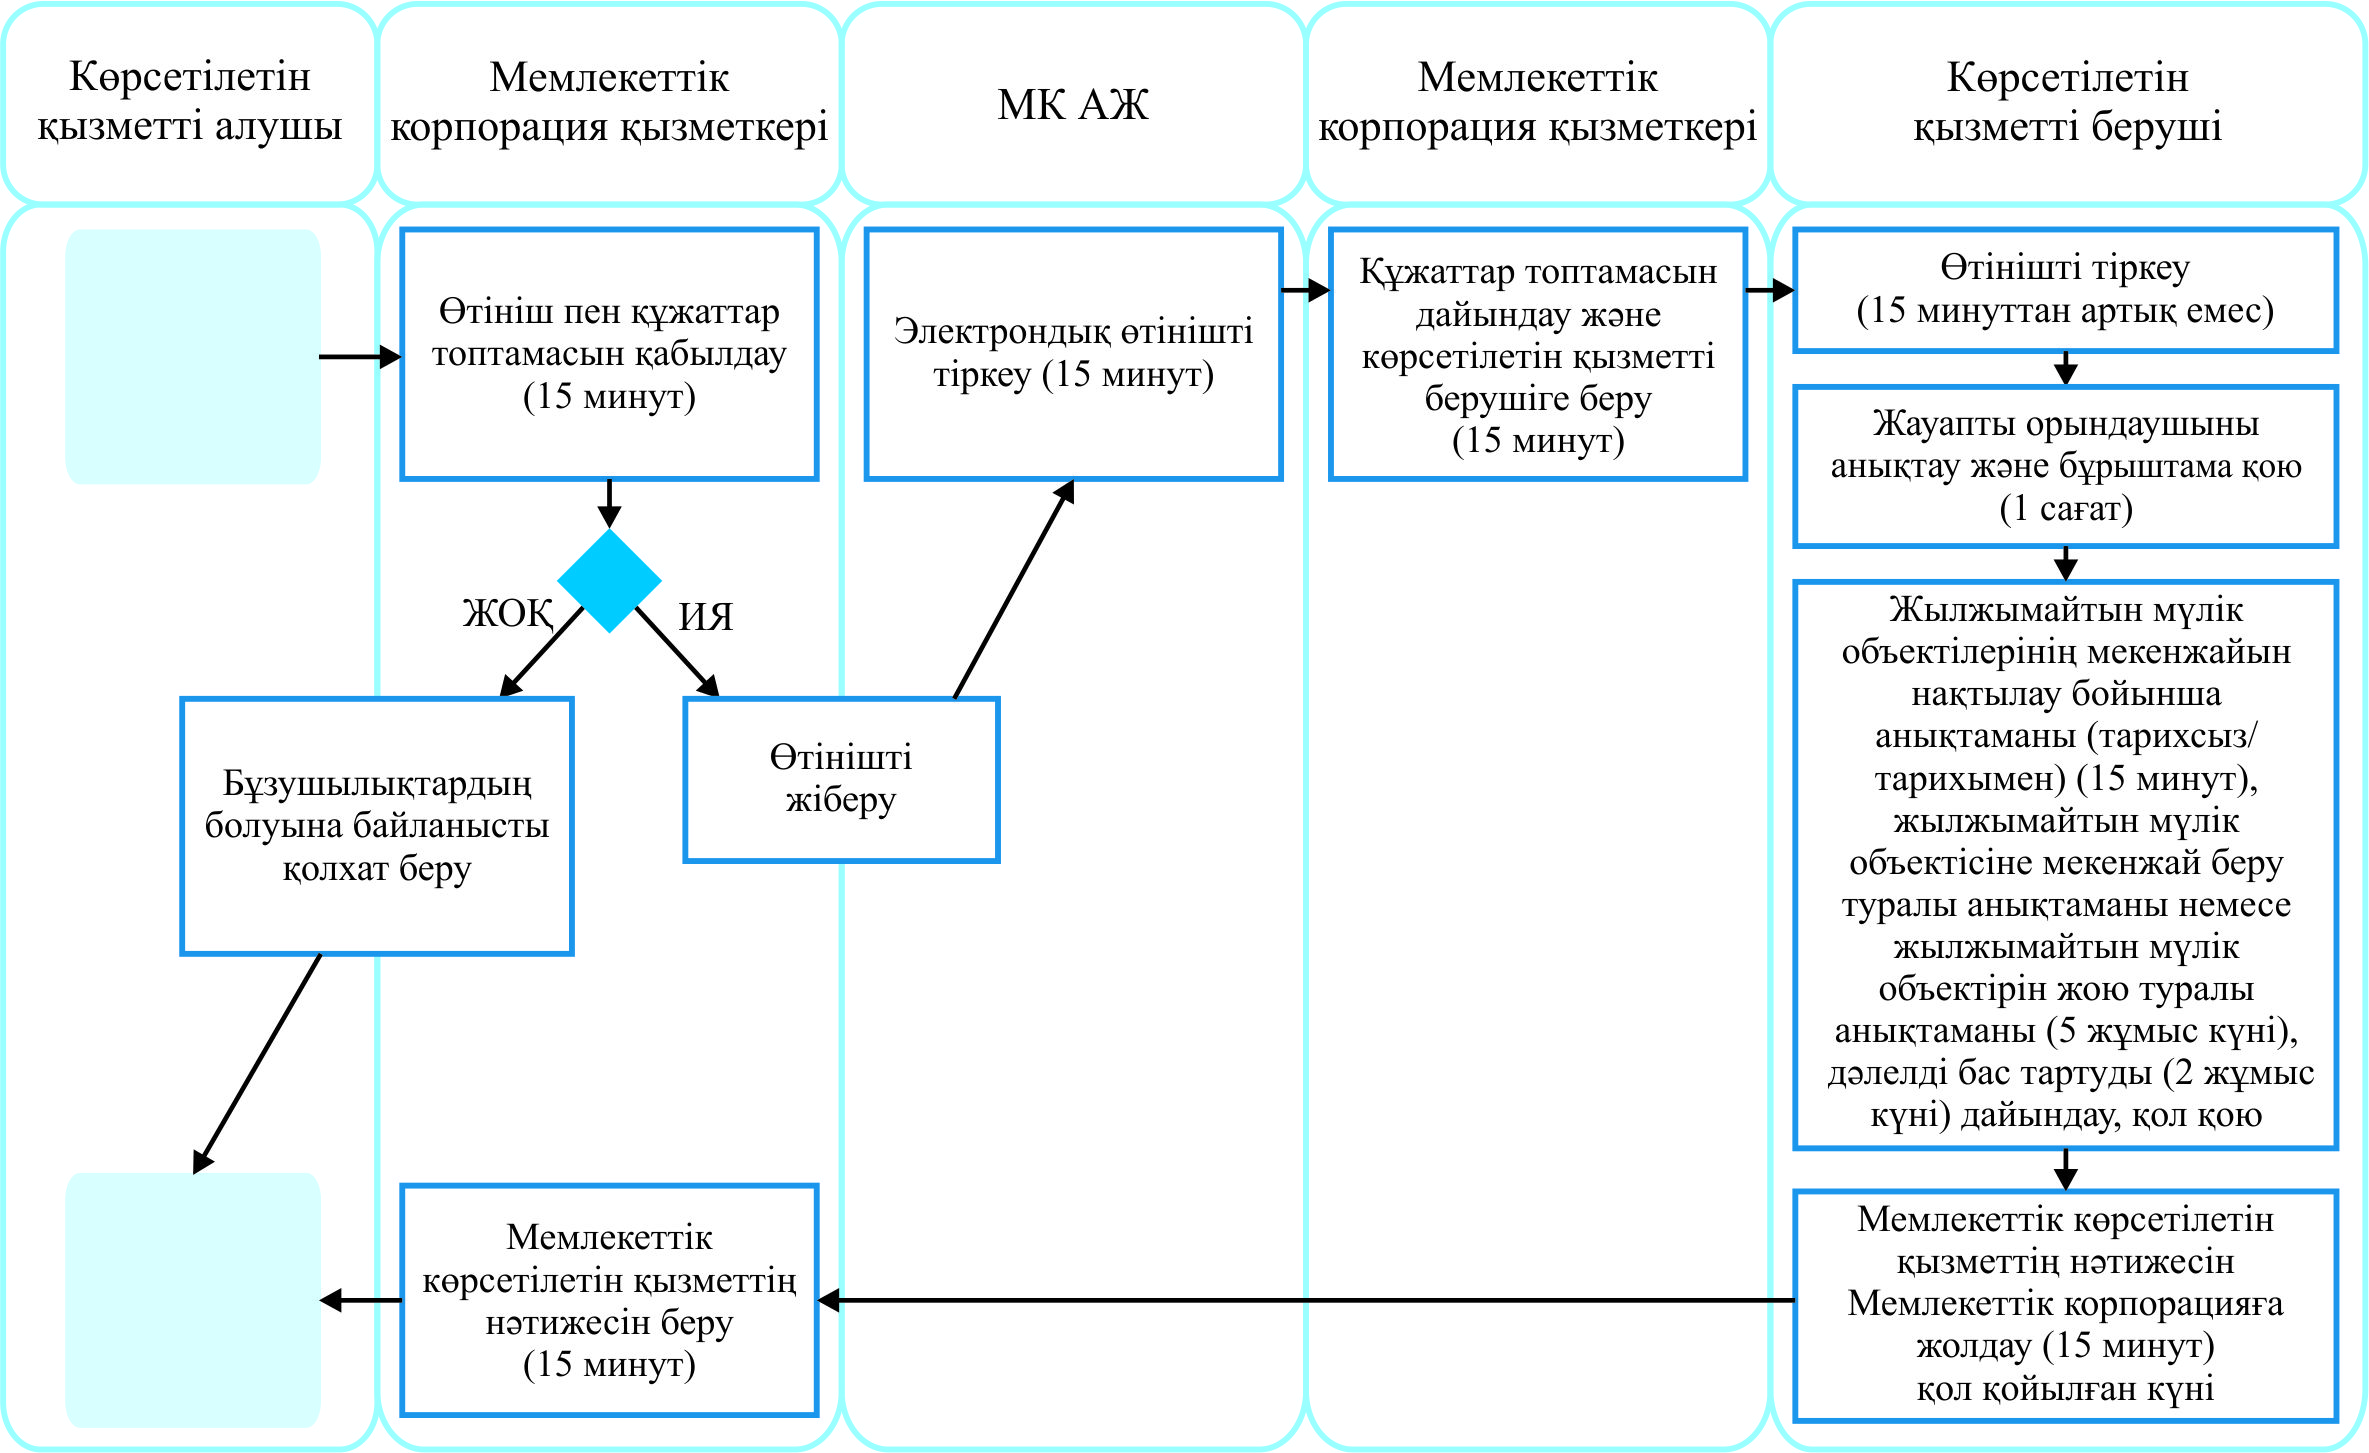 Көрсетілетін
қызметті алушы
Мемлекеттік
корпорация қызметкері
МК АЖ
Мемлекеттік
корпорация қызметкері
Көрсетілетін
қызметті беруші
Өтініш пен құжаттар
топтамасын қабылдау
(15 минут)
ЖОҚ
ИЯ
Бұзушылықтардың
болуына байланысты
қолхат беру
Өтінішті
жіберу
Электрондық өтінішті
тіркеу (15 минут)
Құжаттар топтамасын
дайындау және
көрсетілетін қызметті
берушіге беру
(15 минут)
Өтінішті тіркеу
(15 минуттан артық емес)
Жауапты орындаушыны
анықтау және бұрыштама қою
(1 сағат)
Жылжымайтын мүлік
объектілерінің мекенжайын
нақтылау бойынша
анықтаманы (тарихсыз/
тарихымен) (15 минут),
жылжымайтын мүлік
объектісіне мекенжай беру
туралы анықтаманы немесе
жылжымайтын мүлік
объектірін жою туралы
анықтаманы (5 жұмыс күні),
дәлелді бас тартуды (2 жұмыс
күні) дайындау, қол қою
Мемлекеттік көрсетілетін
қызметтің нәтижесін
Мемлекеттік корпорацияға
жолдау (15 минут)
қол қойылған күні
Мемлекеттік
көрсетілетін қызметтің
нәтижесін беру
(15 минут)